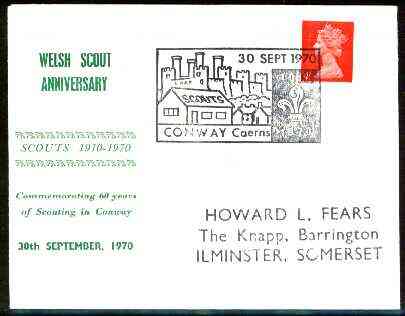 WELSH SCOUT
ANNIVERSARY
SCOUTS 1910-1970
Commemorating 60 years
of Scouting in Conway
30th SEPTEMBER, 1970
30 SEPT 1970
SCOUTS
CONWAY Caerns
HOWARD L. FEARS
The Knapp, Barrington
ILMINSTER, SOMERSET